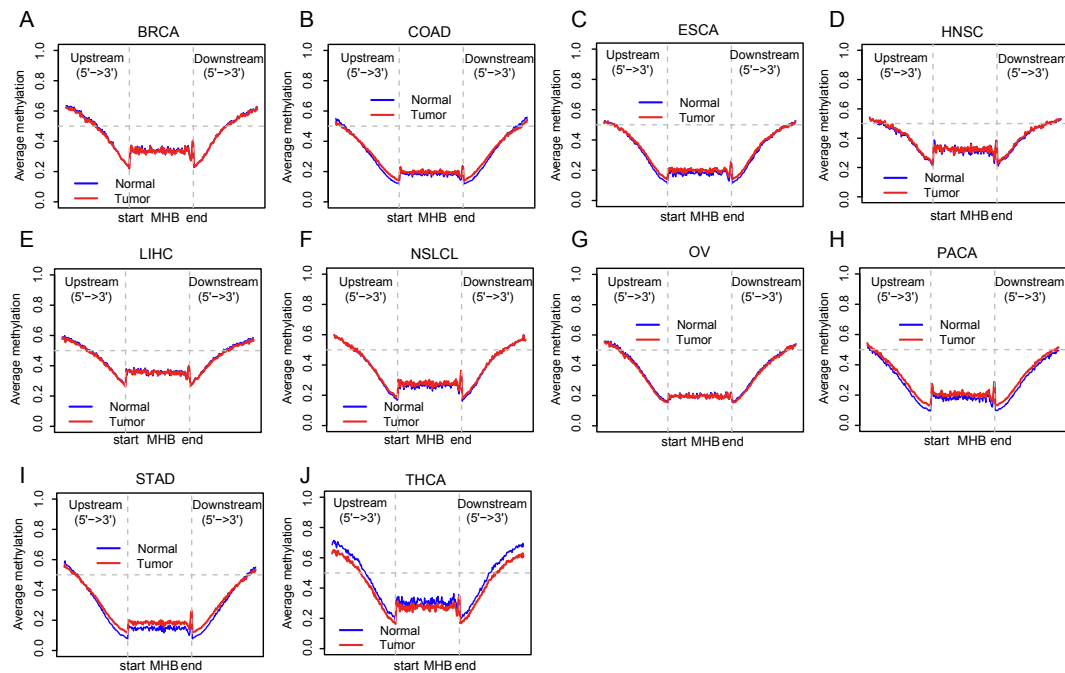 A
BRCA
Average methylation
0.0 0.2 0.4 0.6 0.8 1.0
Upstream
(5'->3')
Downstream
(5'->3')
Normal
Tumor
start MHB end
B
COAD
Average methylation
0.0 0.2 0.4 0.6 0.8 1.0
Upstream
(5'->3')
Downstream
(5'->3')
Normal
Tumor
start MHB end
C
ESCA
Average methylation
0.0 0.2 0.4 0.6 0.8 1.0
Upstream
(5'->3')
Downstream
(5'->3')
Normal
Tumor
start MHB end
D
HNSC
Average methylation
0.0 0.2 0.4 0.6 0.8 1.0
Upstream
(5'->3')
Downstream
(5'->3')
Normal
Tumor
start MHB end
E
LIHC
Average methylation
0.0 0.2 0.4 0.6 0.8 1.0
Upstream
(5'->3')
Downstream
(5'->3')
Normal
Tumor
start MHB end
F
NSLCL
Average methylation
0.0 0.2 0.4 0.6 0.8 1.0
Upstream
(5'->3')
Downstream
(5'->3')
Normal
Tumor
start MHB end
G
OV
Average methylation
0.0 0.2 0.4 0.6 0.8 1.0
Upstream
(5'->3')
Downstream
(5'->3')
Normal
Tumor
start MHB end
H
PACA
Average methylation
0.0 0.2 0.4 0.6 0.8 1.0
Upstream
(5'->3')
Downstream
(5'->3')
Normal
Tumor
start MHB end
I
STAD
Average methylation
0.0 0.2 0.4 0.6 0.8 1.0
Upstream
(5'->3')
Downstream
(5'->3')
Normal
Tumor
start MHB end
J
THCA
Average methylation
0.0 0.2 0.4 0.6 0.8 1.0
Upstream
(5'->3')
Downstream
(5'->3')
Normal
Tumor
start MHB end